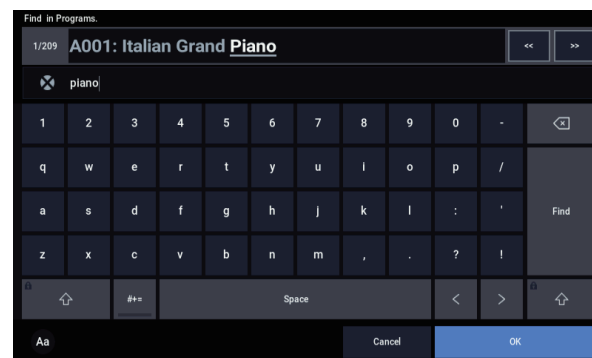 Find in Programs.
1/209 A001: Italian Grand Piano << >>
piano
1 2 3 4 5 6 7 8 9 0 -
q w e r t y u i o p /
a s d f g h j k l : ' Find
z x c v b n m , . ? !
#+= Space < >
Aa Cancel OK